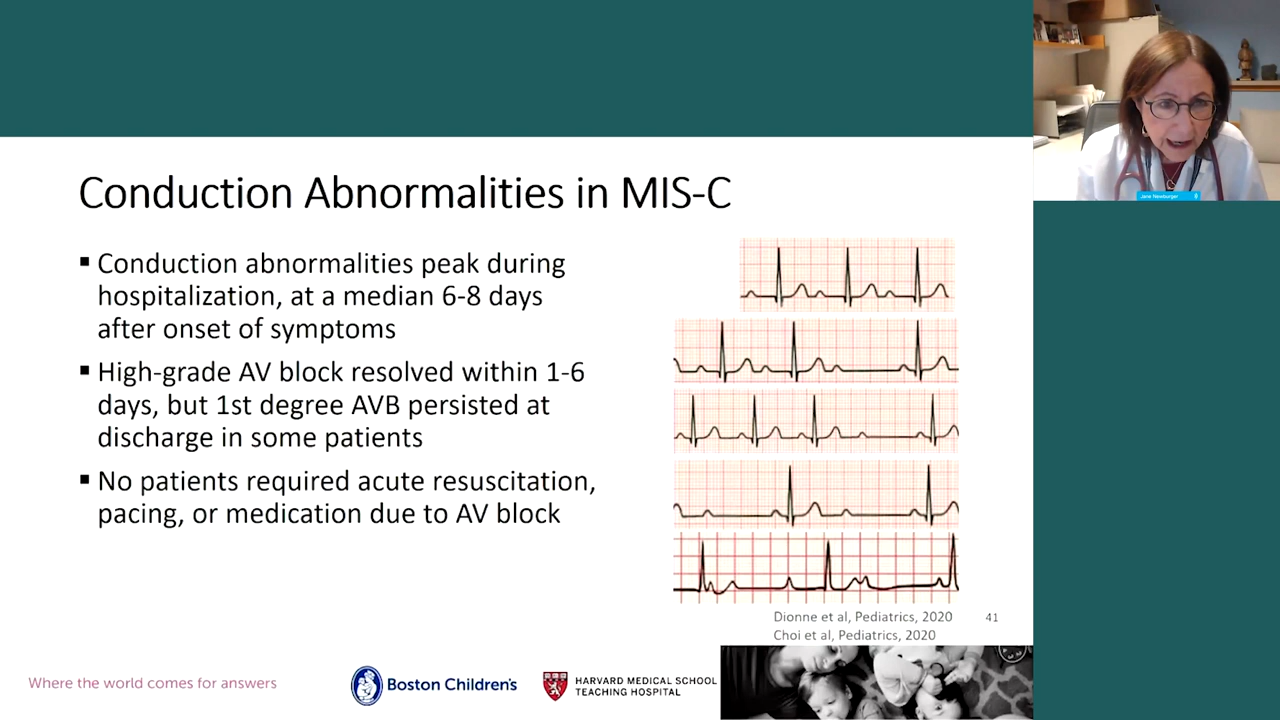 Conduction Abnormalities in MIS-C
▪ Conduction abnormalities peak during
hospitalization, at a median 6-8 days
after onset of symptoms
▪ High-grade AV block resolved within 1-6
days, but 1st degree AVB persisted at
discharge in some patients
▪ No patients required acute resuscitation,
pacing, or medication due to AV block
Dionne et al, Pediatrics, 2020
41
Choi et al, Pediatrics, 2020
Where the world comes for answers
Boston Children's
HARVARD MEDICAL SCHOOL
TEACHING HOSPITAL
Jane Newburger